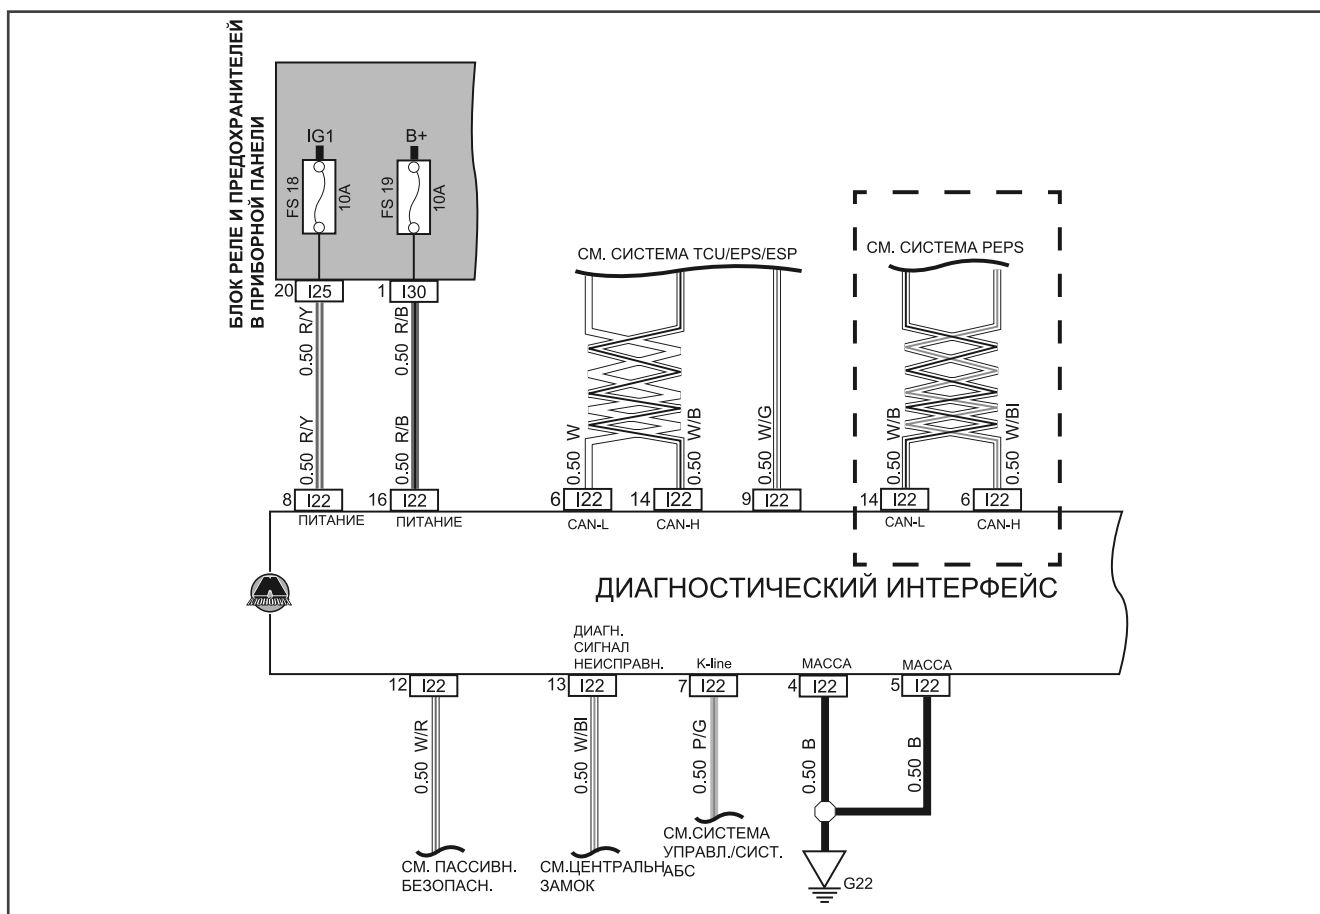 БЛОК РЕЛЕ И ПРЕДОХРАНИТЕЛЕЙ
В ПРИБОРНОЙ ПАНЕЛИ
IG1
B+
FS 18
10A
FS 19
10A
20
I25
1
I30
0.50 R/Y
0.50 R/B
0.50 R/Y
0.50 R/B
СМ. СИСТЕМА TCU/EPS/ESP
СМ. СИСТЕМА PEPS
0.50 W
0.50 W/B
0.50 W/G
0.50 W/B
0.50 W/Bl
8
I22
16
I22
6
I22
14
I22
9
I22
14
I22
6
I22
ПИТАНИЕ
ПИТАНИЕ
CAN-L
CAN-H
CAN-L
CAN-H
ДИАГНОСТИЧЕСКИЙ ИНТЕРФЕЙС
ДИАГН.
СИГНАЛ
НЕИСПРАВН.
K-line
МАССА
МАССА
12
I22
13
I22
7
I22
4
I22
5
I22
0.50 W/R
0.50 W/Bl
0.50 P/G
0.50 B
0.50 B
СМ. ПАССИВН.
БЕЗОПАСН.
СМ.ЦЕНТРАЛЬН.
ЗАМОК
СМ.СИСТЕМА
УПРАВЛ./СИСТ.
АБС
G22